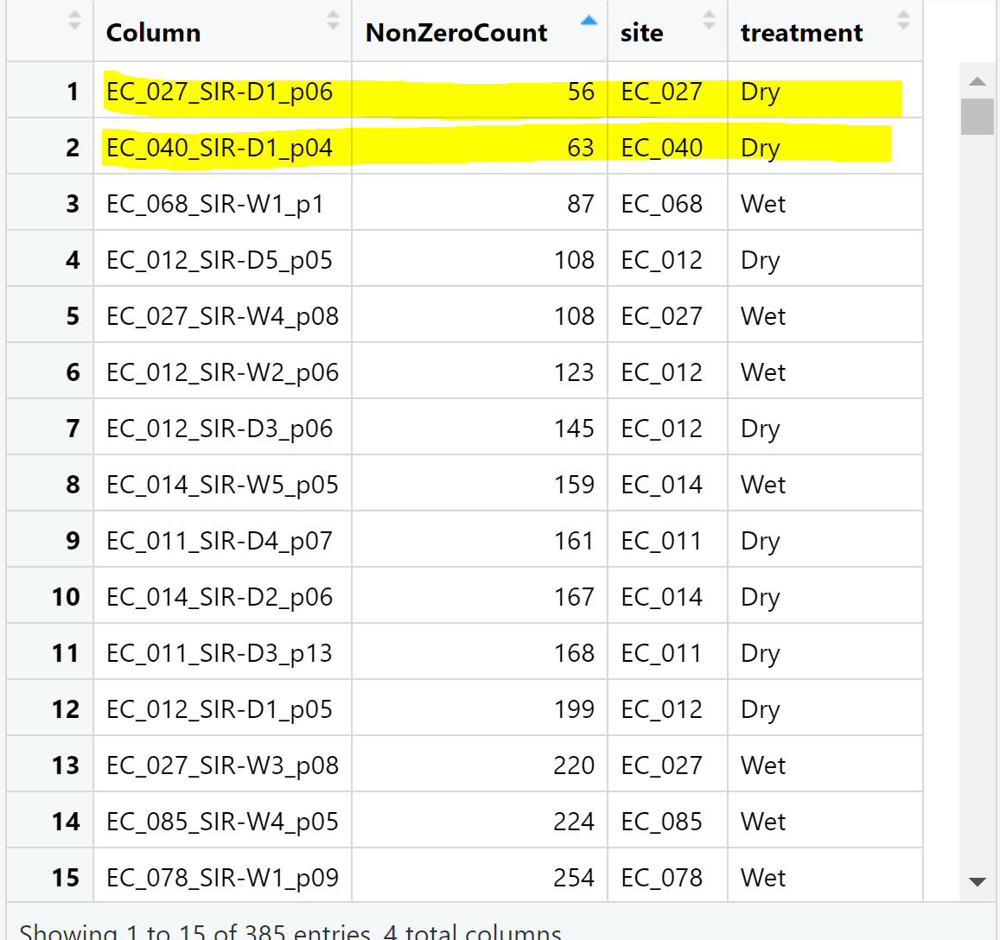 Column NonZeroCount site treatment
1 EC_027_SIR-D1_p06 56 EC_027 Dry
2 EC_040_SIR-D1_p04 63 EC_040 Dry
3 EC_068_SIR-W1_p1 87 EC_068 Wet
4 EC_012_SIR-D5_p05 108 EC_012 Dry
5 EC_027_SIR-W4_p08 108 EC_027 Wet
6 EC_012_SIR-W2_p06 123 EC_012 Wet
7 EC_012_SIR-D3_p06 145 EC_012 Dry
8 EC_014_SIR-W5_p05 159 EC_014 Wet
9 EC_011_SIR-D4_p07 161 EC_011 Dry
10 EC_014_SIR-D2_p06 167 EC_014 Dry
11 EC_011_SIR-D3_p13 168 EC_011 Dry
12 EC_012_SIR-D1_p05 199 EC_012 Dry
13 EC_027_SIR-W3_p08 220 EC_027 Wet
14 EC_085_SIR-W4_p05 224 EC_085 Wet
15 EC_078_SIR-W1_p09 254 EC_078 Wet
Showing 1 to 15 of 385 entries, 4 total columns